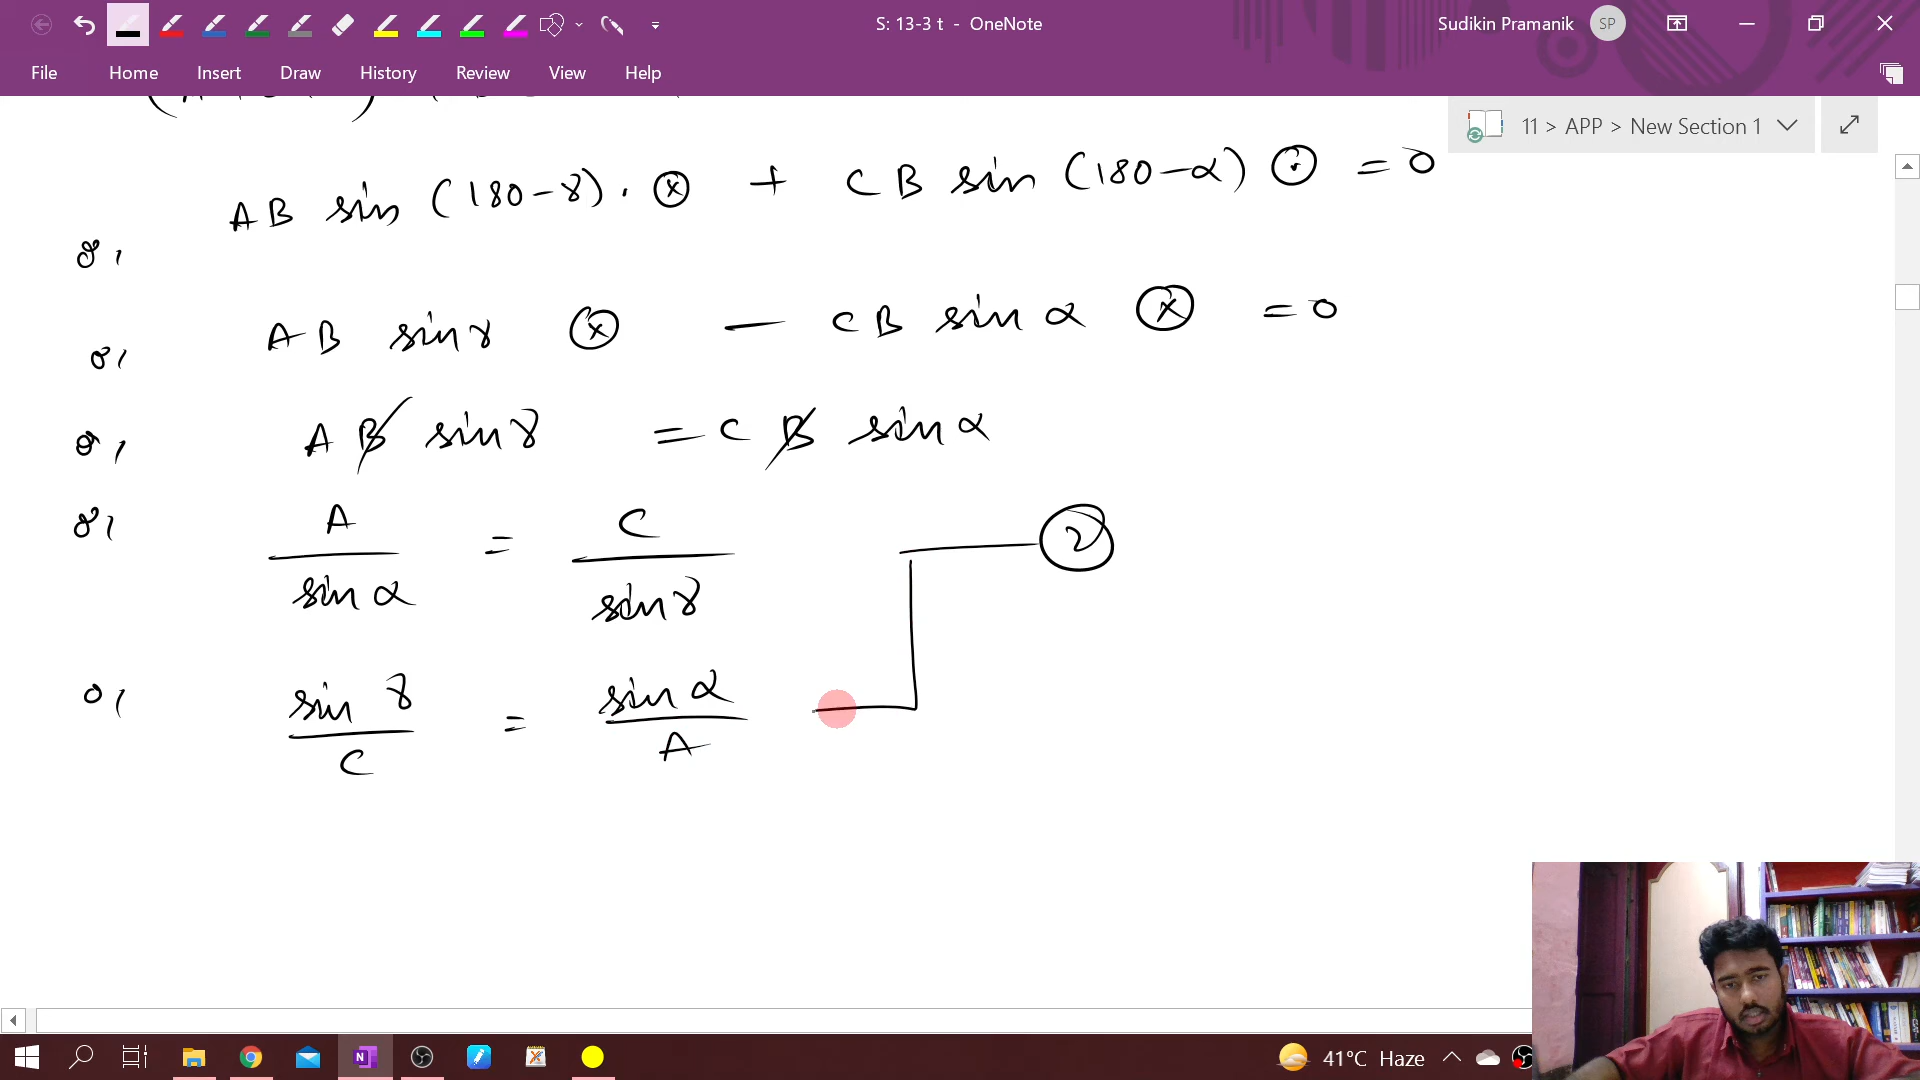 S: 13-3 t - OneNote
Sudikin Pramanik SP
File Home Insert Draw History Review View Help
11 > APP > New Section 1
AB sin (180-γ). ⊗ + CB sin (180-α) ⊙ = 0
or,
AB sinγ ⊗ — CB sin α ⊗ = 0
or,
or, AB sinγ = CB sin α
or, A/sin α = C/sin γ ②
or, sin γ/C = sin α/A
41°C Haze